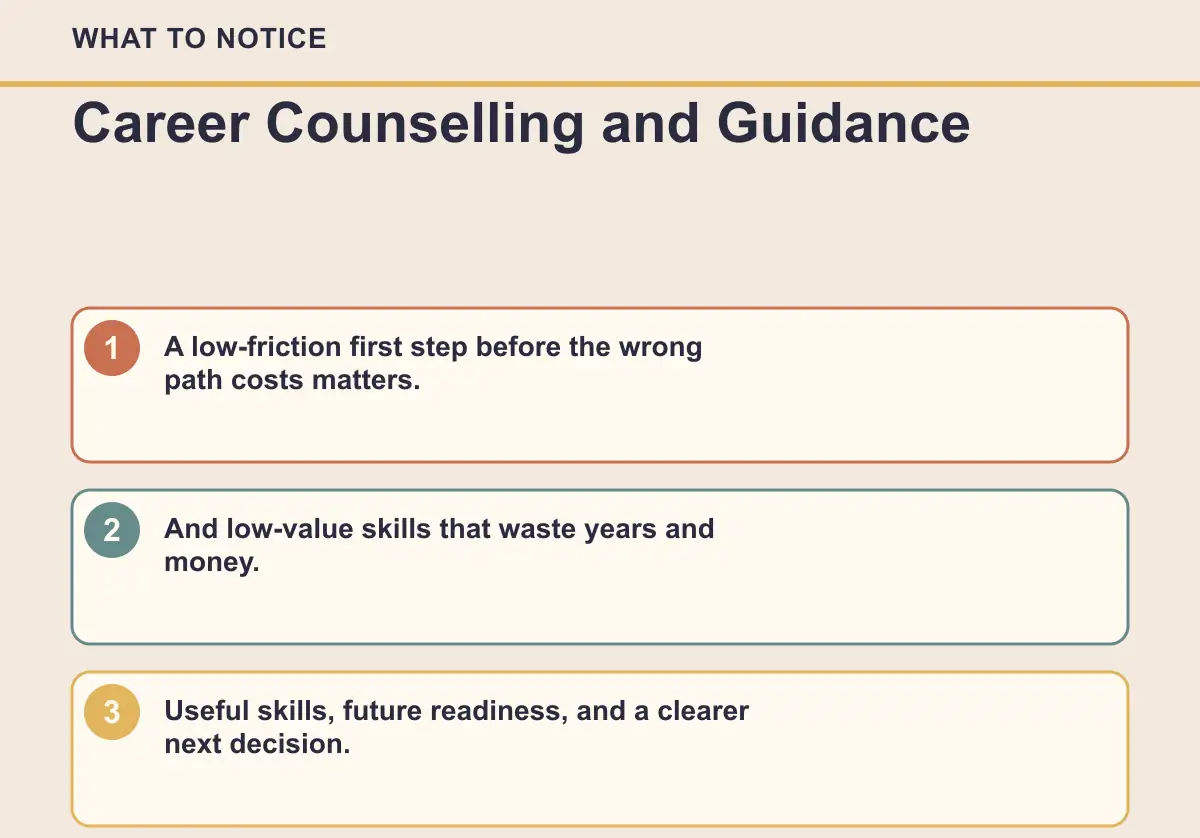 WHAT TO NOTICE
Career Counselling and Guidance
1
A low-friction first step before the wrong
path costs matters.
2
And low-value skills that waste years and
money.
3
Useful skills, future readiness, and a clearer
next decision.